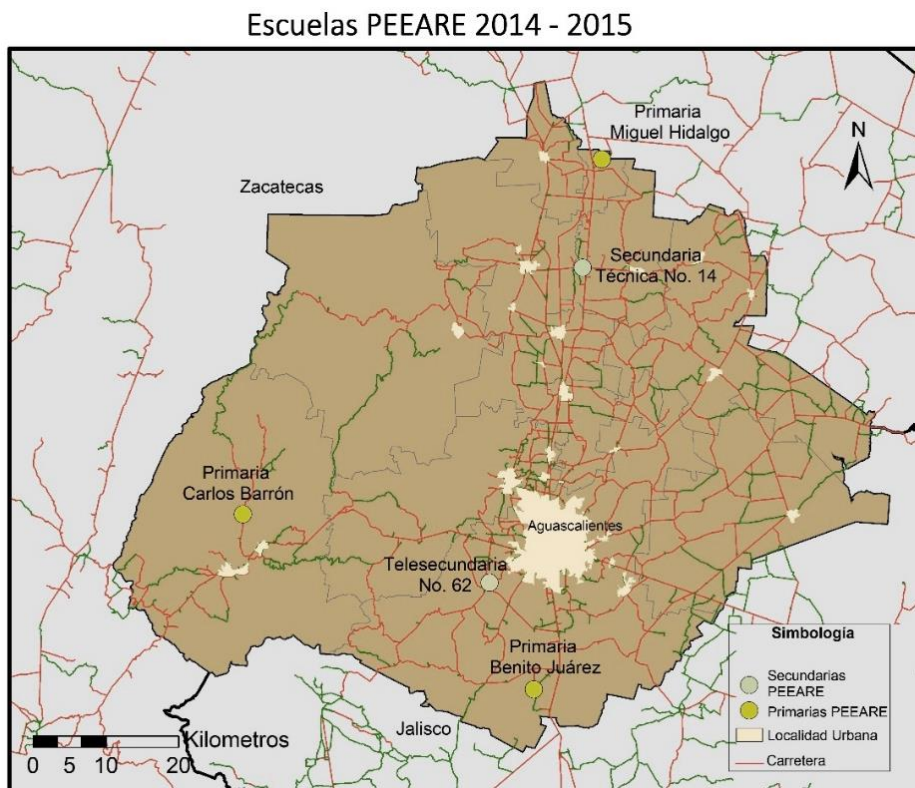 Escuelas PEEARE 2014 - 2015
Primaria
Miguel Hidalgo
N
Zacatecas
Secundaria
Técnica No. 14
Primaria
Carlos Barrón
Aguascalientes
Telesecundaria
No. 62
Primaria
Benito Juárez
Jalisco
Kilometros
0 5 10 20
Simbología
Secundarias
PEEARE
Primarias PEEARE
Localidad Urbana
Carretera